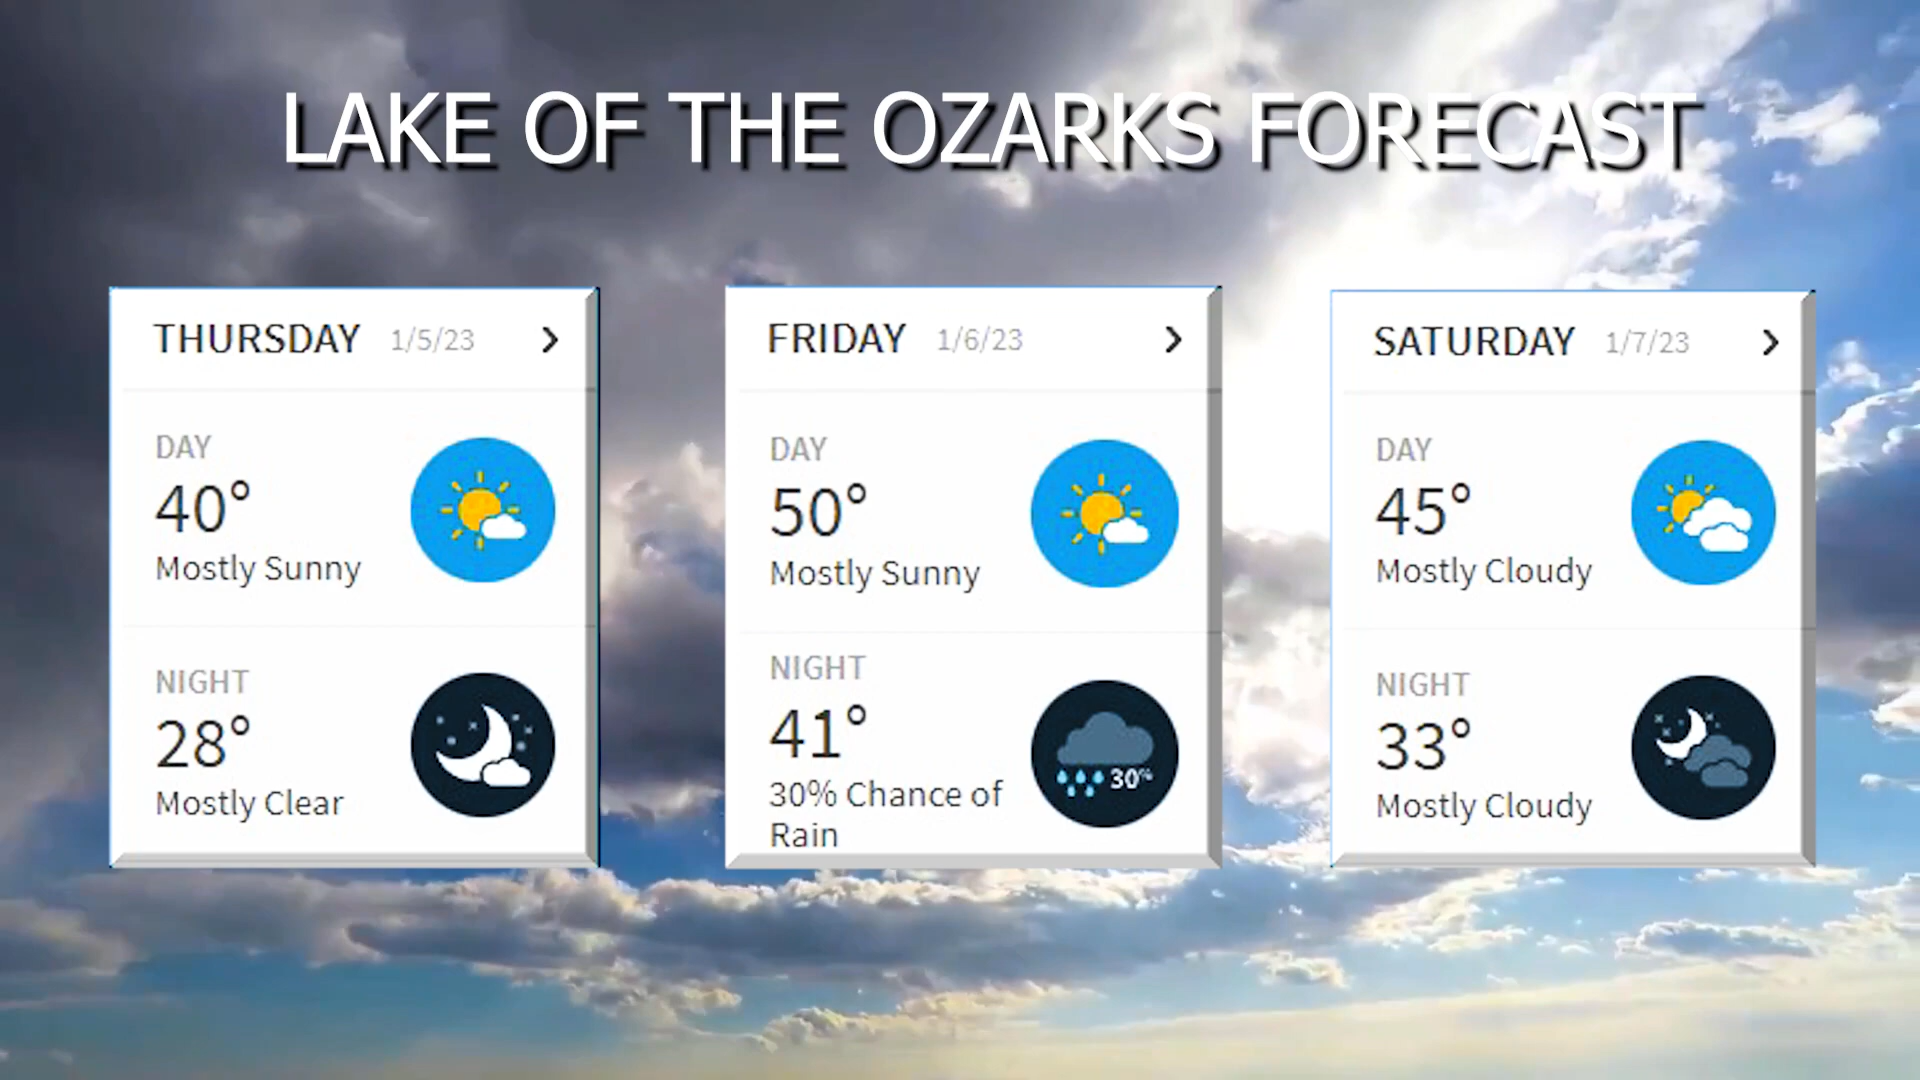 LAKE OF THE OZARKS FORECAST
THURSDAY 1/5/23
DAY
40°
Mostly Sunny
NIGHT
28°
Mostly Clear
FRIDAY 1/6/23
DAY
50°
Mostly Sunny
NIGHT
41°
30% Chance of
Rain
30%
SATURDAY 1/7/23
DAY
45°
Mostly Cloudy
NIGHT
33°
Mostly Cloudy